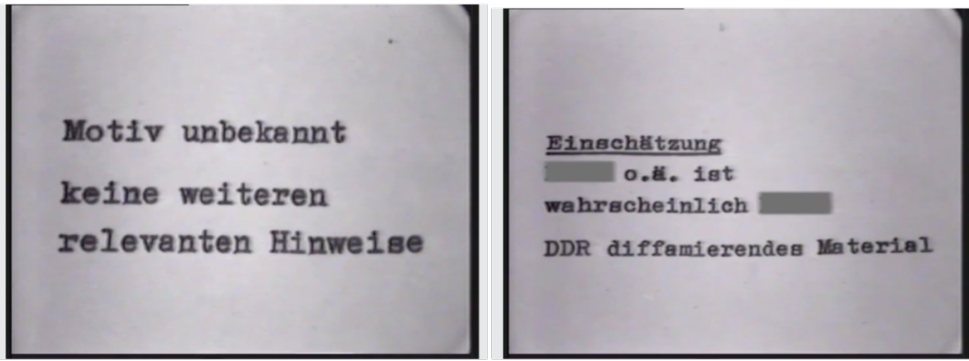 Motiv unbekannt
keine weiteren
relevanten Hinweise
Einschätzung
o.ä. ist
wahrscheinlich
DDR diffamierendes Material